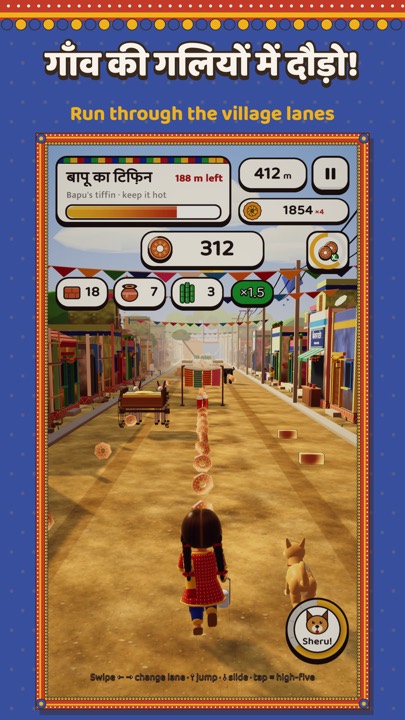 गाँव की गलियों में दौड़ो!
Run through the village lanes
बापू का टिफ़िन 188 m left
Bapu's tiffin · keep it hot
412 m
1854 ×4
312
18 7 3 ×1.5
Sheru!
Swipe ← → change lane · ↑ jump · ↓ slide · tap = high-five